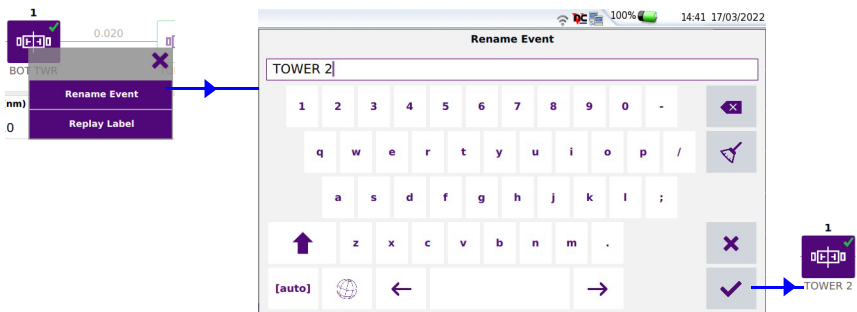 1
0.020
BOT TWR
Rename Event
Replay Label
nm)
0
100%
14:41 17/03/2022
Rename Event
TOWER 2
1 2 3 4 5 6 7 8 9 0 -
q w e r t y u i o p /
a s d f g h j k l ;
z x c v b n m .
[auto]
1
TOWER 2